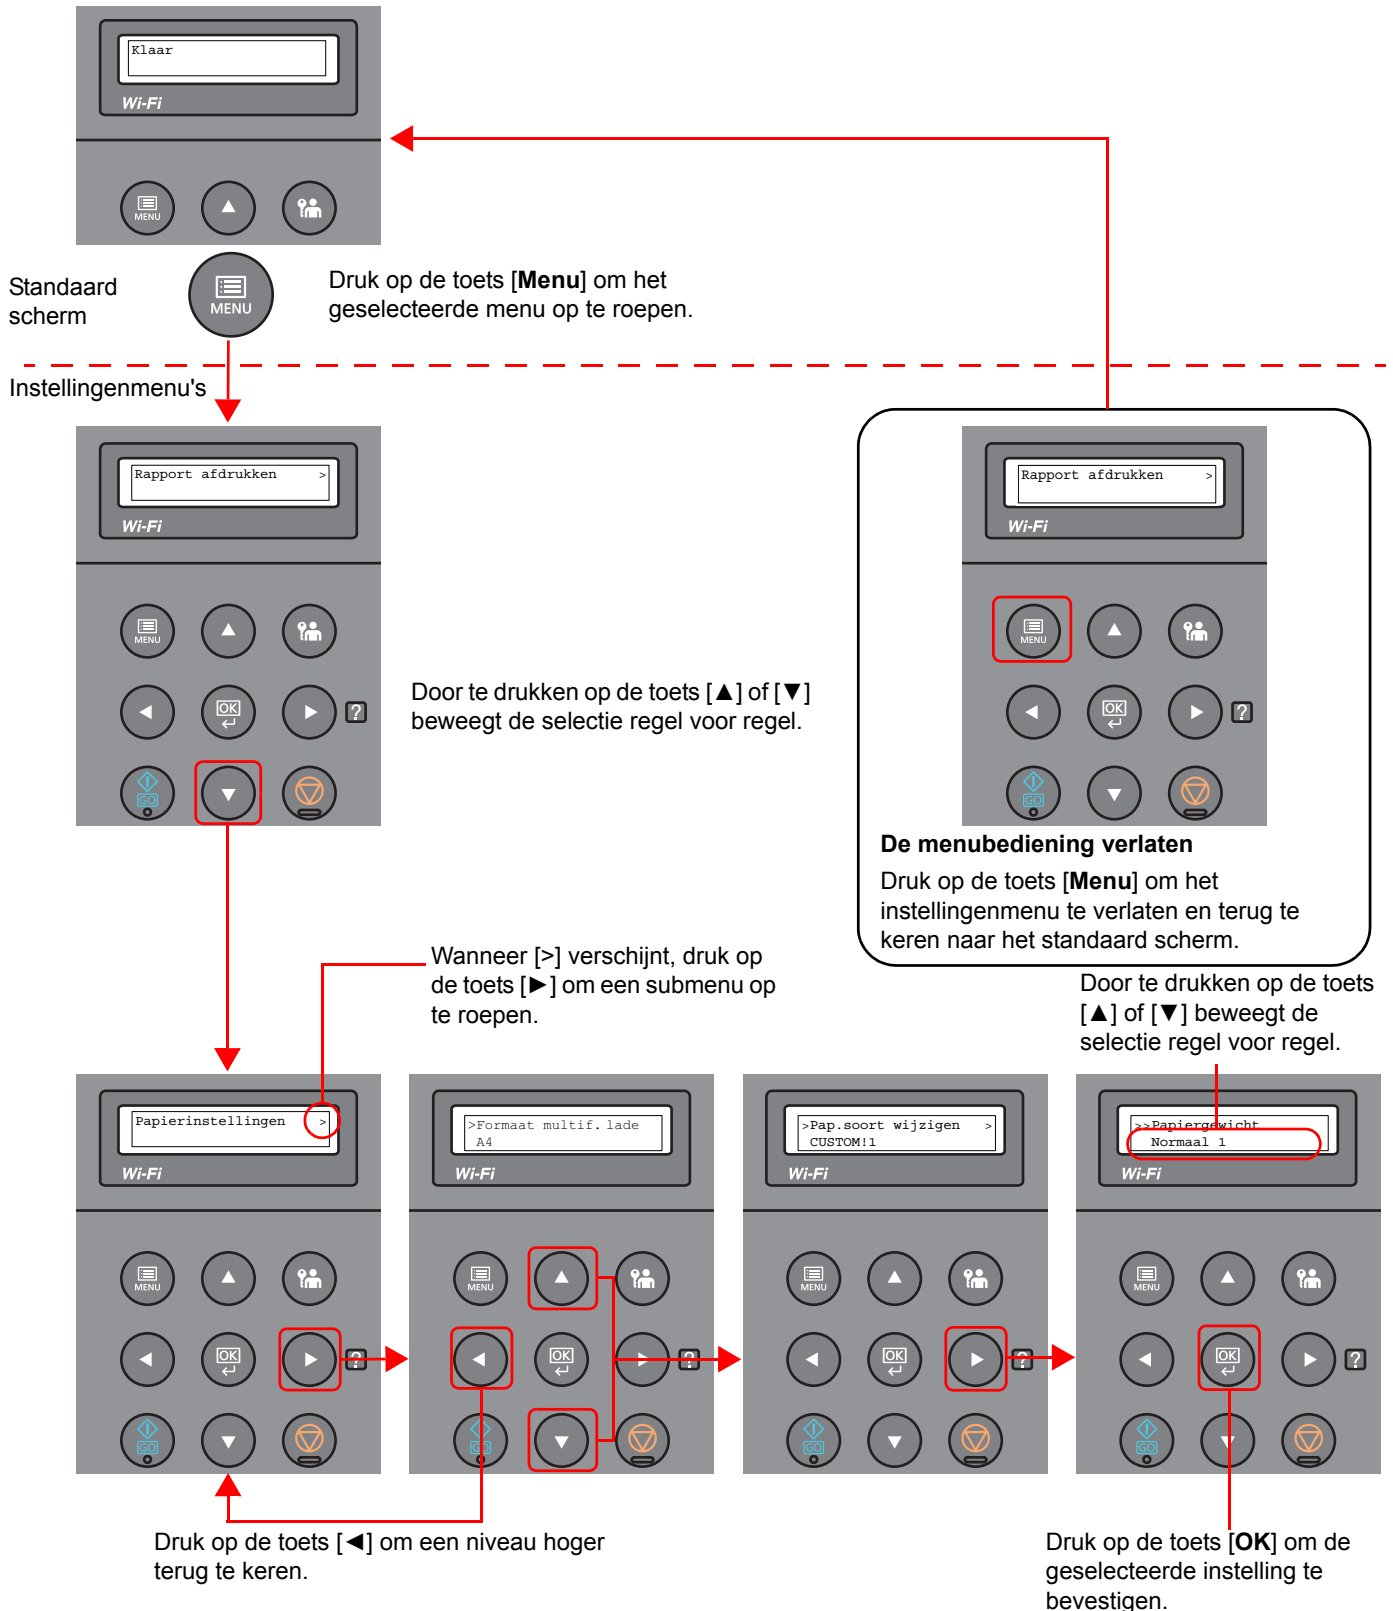 Klaar
Wi-Fi
MENU
Standaard
scherm
MENU
Druk op de toets [Menu] om het
geselecteerde menu op te roepen.
Instellingenmenu's
Rapport afdrukken >
Wi-Fi
MENU
OK
?
GO
Door te drukken op de toets [▲] of [▼]
beweegt de selectie regel voor regel.
Rapport afdrukken >
Wi-Fi
MENU
OK
?
GO
De menubediening verlaten
Druk op de toets [Menu] om het
instellingenmenu te verlaten en terug te
keren naar het standaard scherm.
Wanneer [>] verschijnt, druk op
de toets [►] om een submenu op
te roepen.
Door te drukken op de toets
[▲] of [▼] beweegt de
selectie regel voor regel.
Papierinstellingen >
Wi-Fi
MENU
OK
?
GO
>Formaat multif. lade
A4
Wi-Fi
MENU
OK
?
GO
>Pap.soort wijzigen >
CUSTOM!1
Wi-Fi
MENU
OK
?
GO
>>Papiergewicht
Normaal 1
Wi-Fi
MENU
OK
?
GO
Druk op de toets [◄] om een niveau hoger
terug te keren.
Druk op de toets [OK] om de
geselecteerde instelling te
bevestigen.